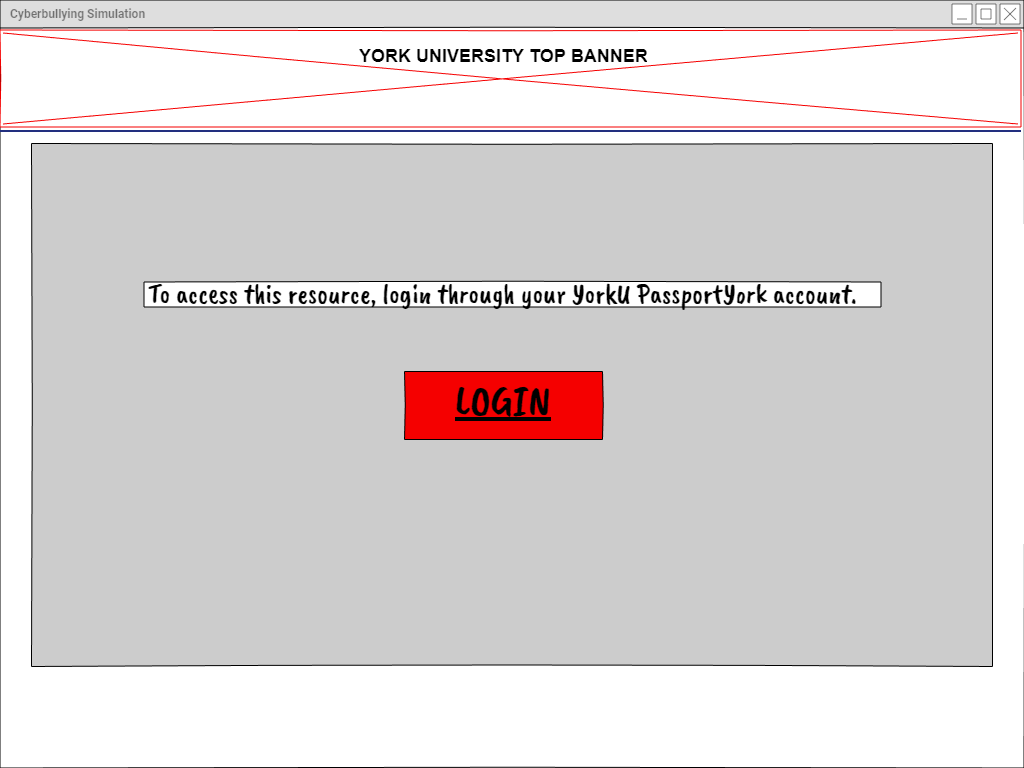 Cyberbullying Simulation
YORK UNIVERSITY TOP BANNER
To access this resource, login through your YorkU PassportYork account.
LOGIN